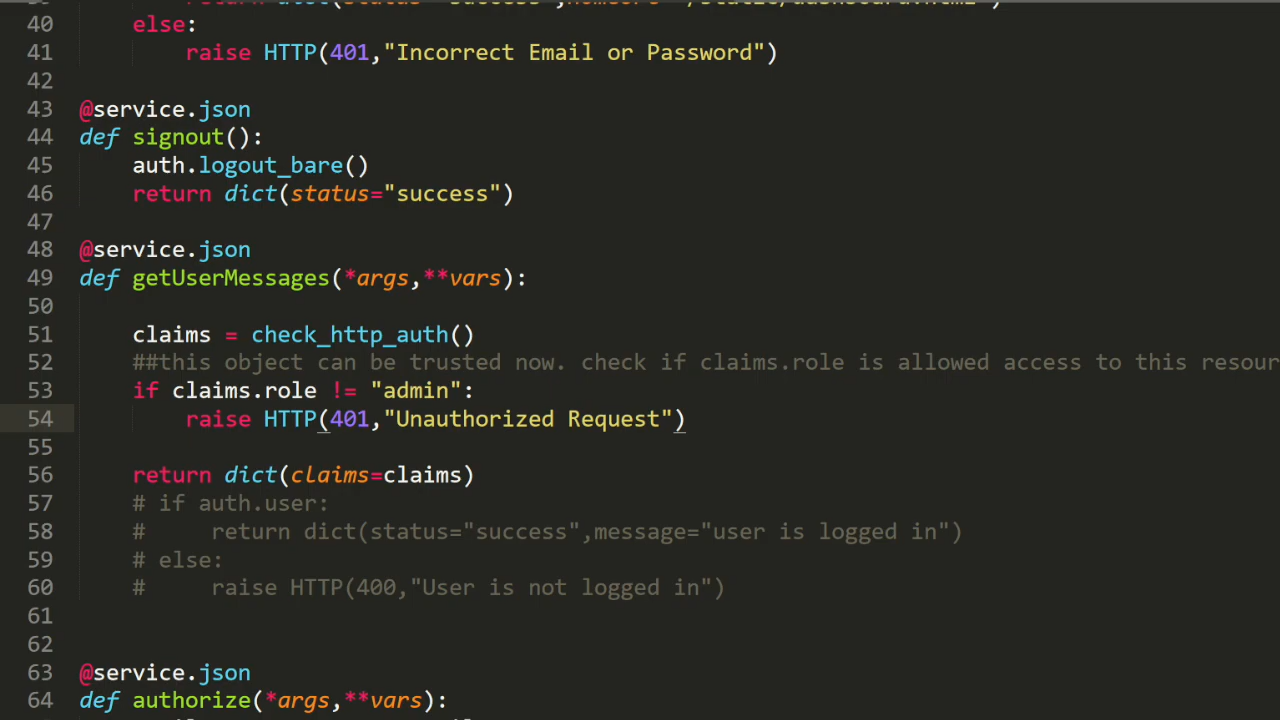 40 else:
41 raise HTTP(401,"Incorrect Email or Password")
42
43 @service.json
44 def signout():
45 auth.logout_bare()
46 return dict(status="success")
47
48 @service.json
49 def getUserMessages(*args,**vars):
50
51 claims = check_http_auth()
52 ##this object can be trusted now. check if claims.role is allowed access to this resour
53 if claims.role != "admin":
54 raise HTTP(401,"Unauthorized Request")
55
56 return dict(claims=claims)
57 # if auth.user:
58 # return dict(status="success",message="user is logged in")
59 # else:
60 # raise HTTP(400,"User is not logged in")
61
62
63 @service.json
64 def authorize(*args,**vars):